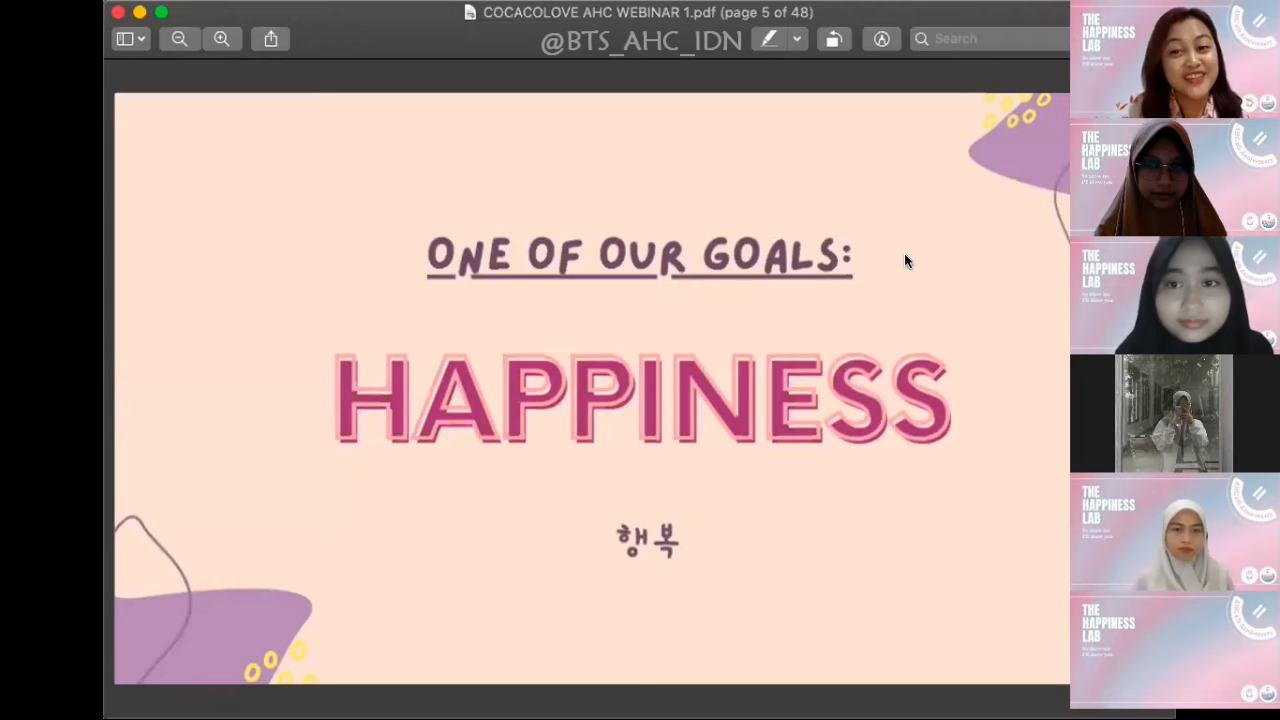 COCACOLOVE AHC WEBINAR 1.pdf (page 5 of 48)
@BTS_AHC_IDN
Search
ONE OF OUR GOALS:
HAPPINESS
행복
THE
HAPPINESS
LAB
THE
HAPPINESS
LAB
THE
HAPPINESS
LAB
THE
HAPPINESS
LAB
THE
HAPPINESS
LAB